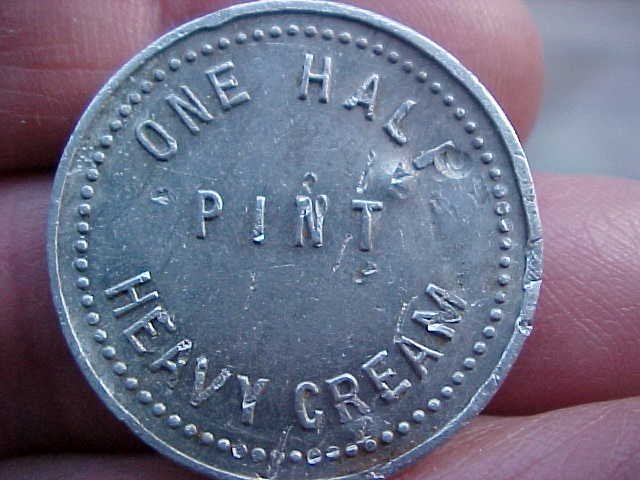 ONE HALF
PINT
HEAVY CREAM